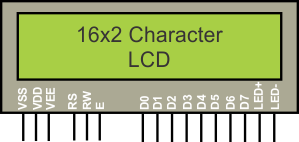 16x2 Character
LCD
VSS VDD VEE RS RW E D0 D1 D2 D3 D4 D5 D6 D7 LED+ LED-